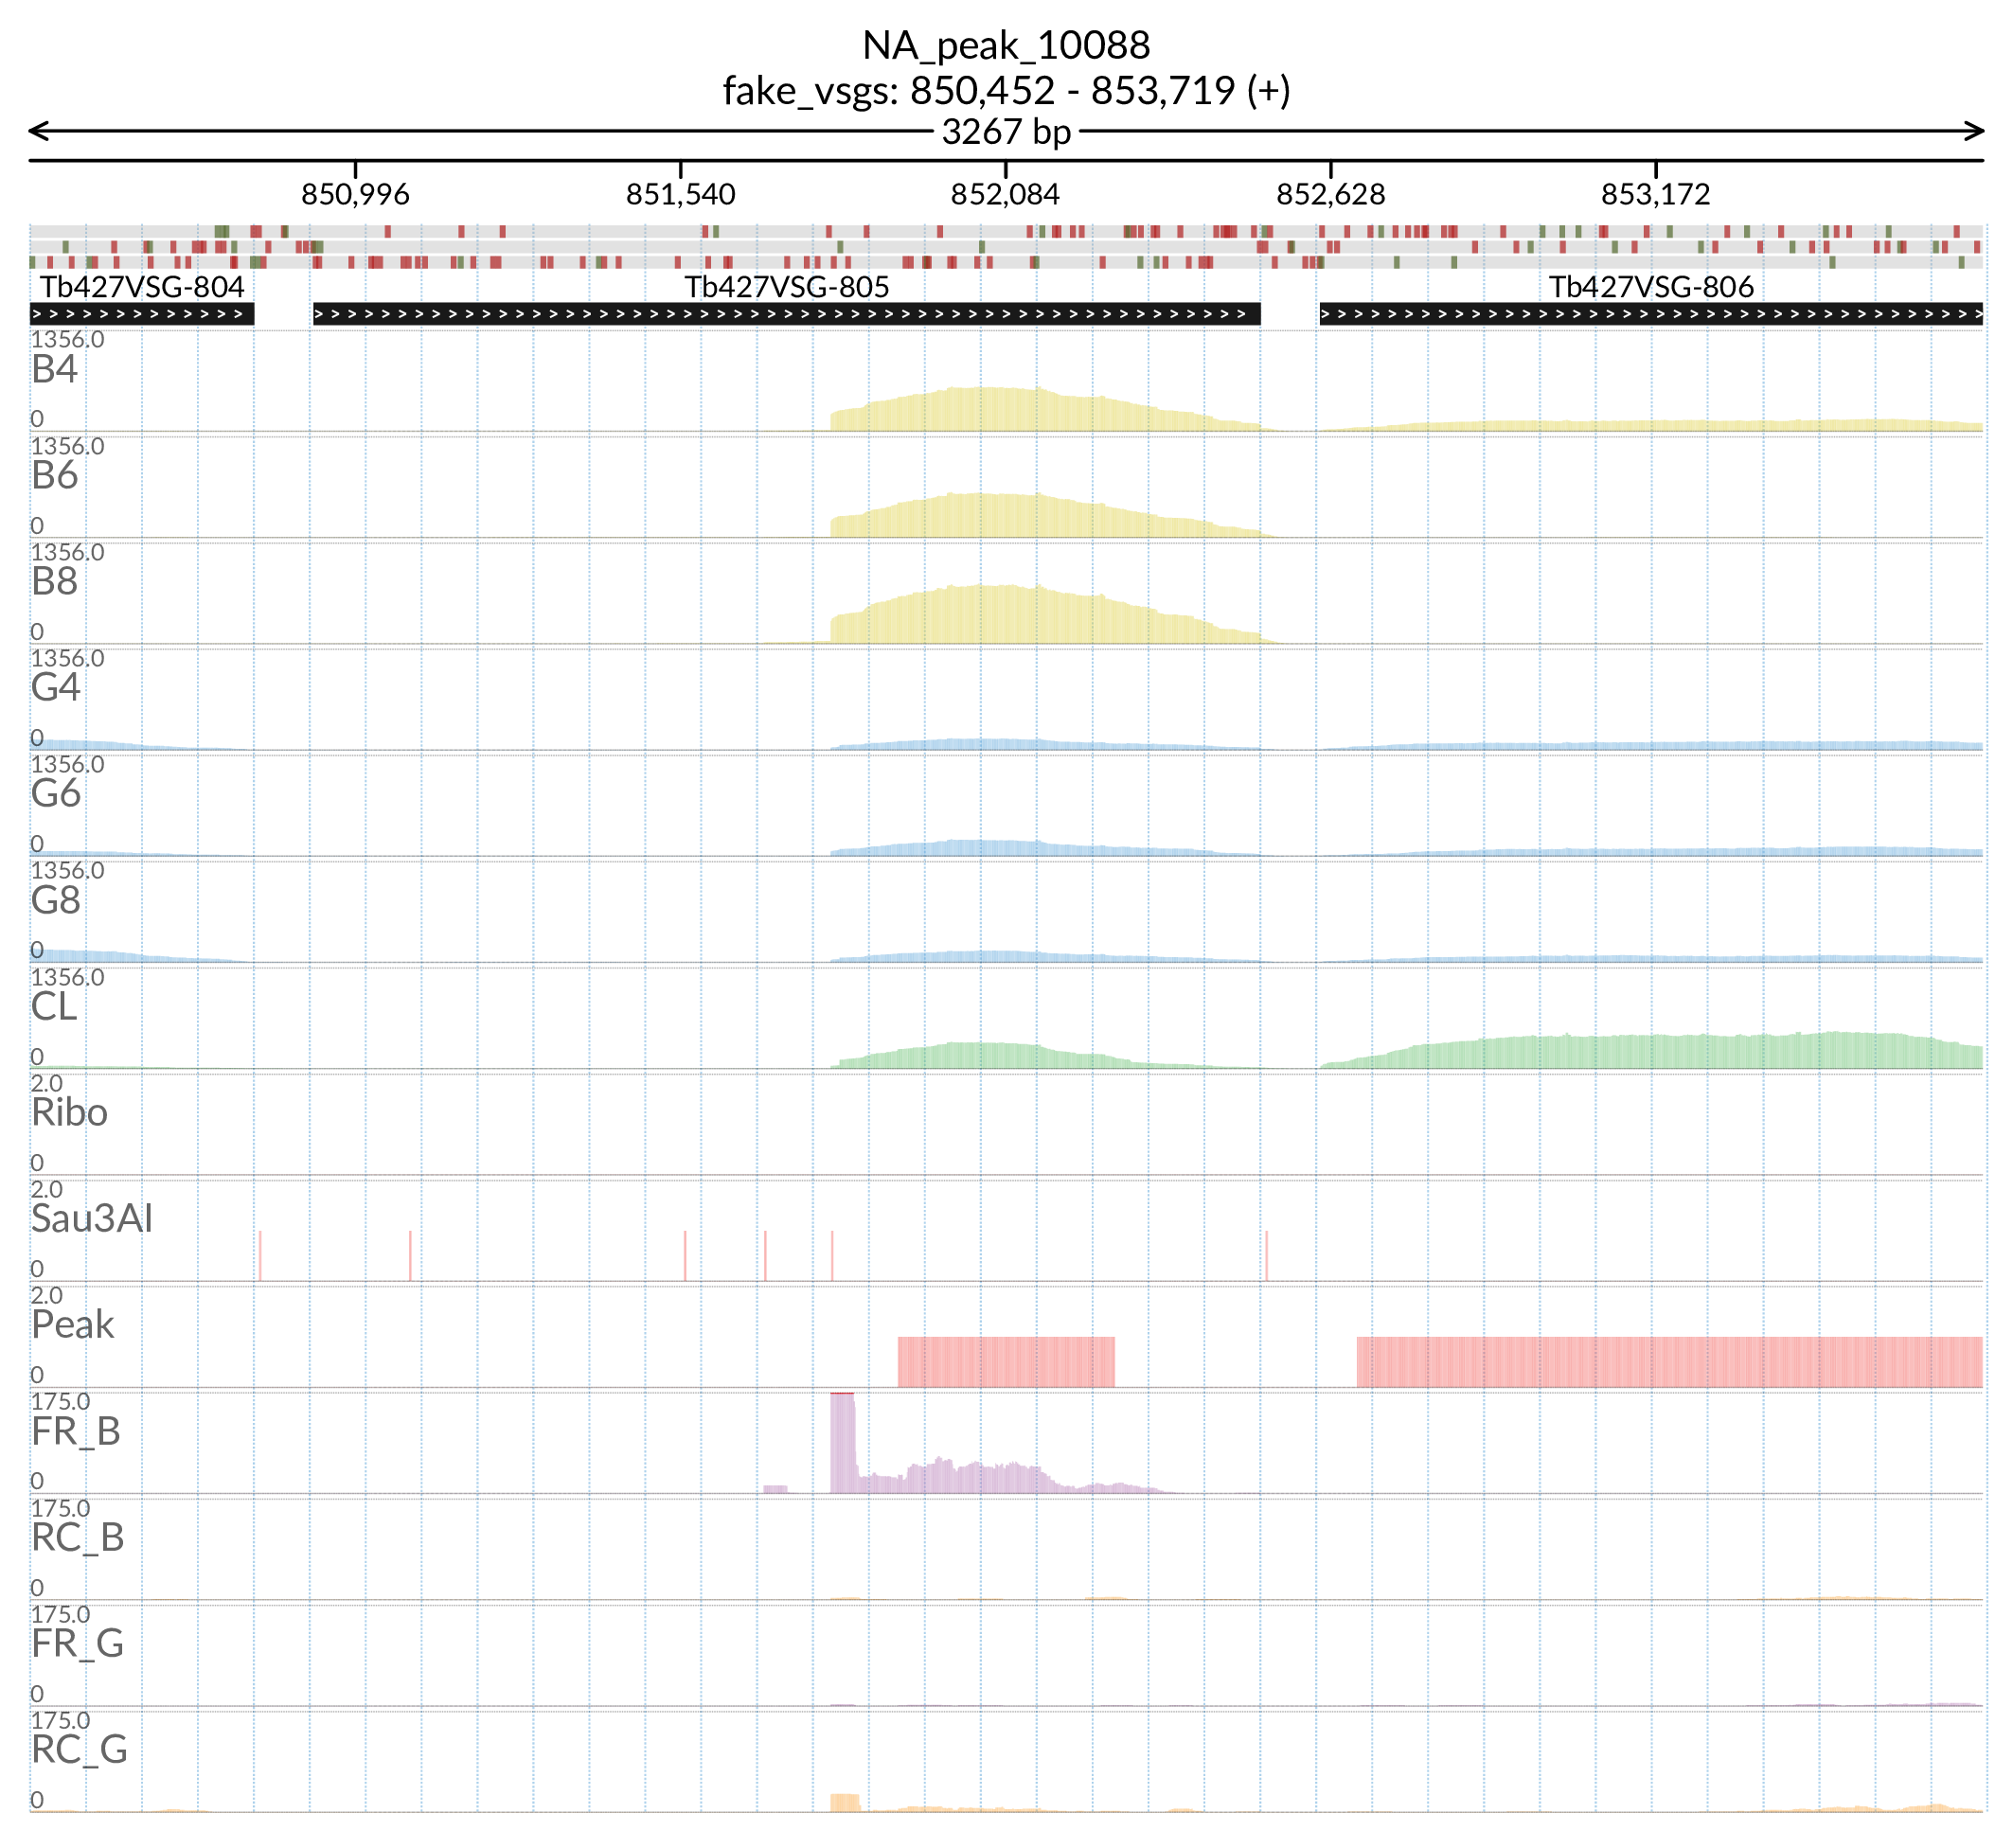 NA_peak_10088
fake_vsgs: 850,452 - 853,719 (+)
3267 bp
850,996 851,540 852,084 852,628 853,172
Tb427VSG-804 Tb427VSG-805 Tb427VSG-806
1356.0
B4
0
1356.0
B6
0
1356.0
B8
0
1356.0
G4
0
1356.0
G6
0
1356.0
G8
0
1356.0
CL
0
2.0
Ribo
0
2.0
Sau3AI
0
2.0
Peak
0
175.0
FR_B
0
175.0
RC_B
0
175.0
FR_G
0
175.0
RC_G
0